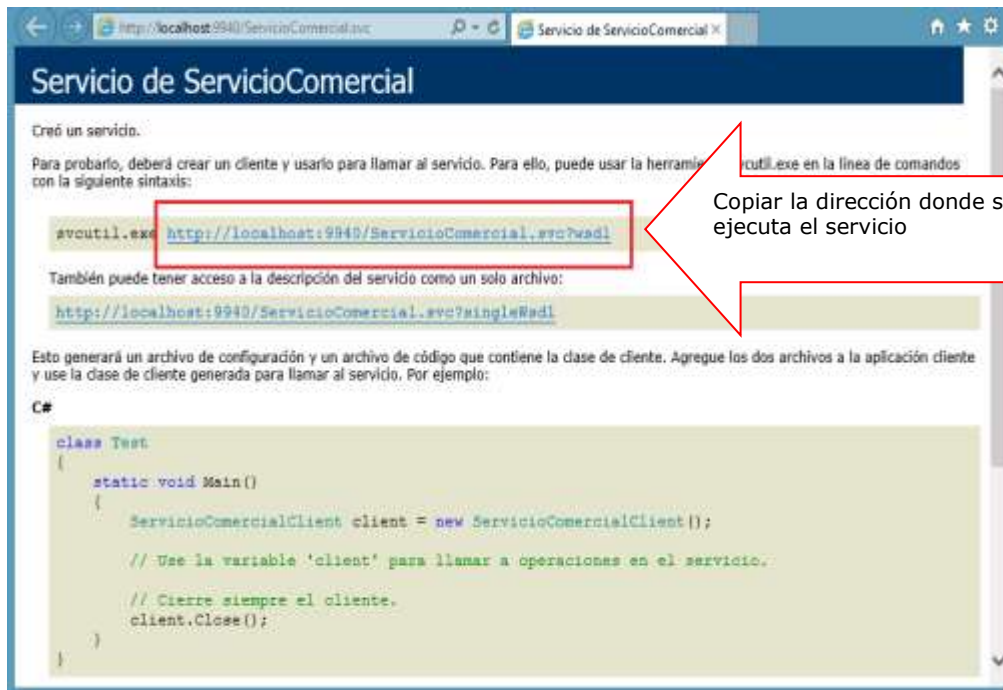 http://localhost:9940/ServicioComercial.svc
Servicio de ServicioComercial
Servicio de ServicioComercial
Creó un servicio.
Para probarlo, deberá crear un cliente y usarlo para llamar al servicio. Para ello, puede usar la herramie vcutil.exe en la línea de comandos
con la siguiente sintaxis:
Copiar la dirección donde s
ejecuta el servicio
svcutil.exe http://localhost:9940/ServicioComercial.svc?wsdl
También puede tener acceso a la descripción del servicio como un solo archivo:
http://localhost:9940/ServicioComercial.svc?singleWsdl
Esto generará un archivo de configuración y un archivo de código que contiene la clase de cliente. Agregue los dos archivos a la aplicación cliente
y use la clase de cliente generada para llamar al servicio. Por ejemplo:
C#
class Test
{
static void Main()
{
ServicioComercialClient client = new ServicioComercialClient();
// Use la variable 'client' para llamar a operaciones en el servicio.
// Cierre siempre el cliente.
client.Close();
}
}